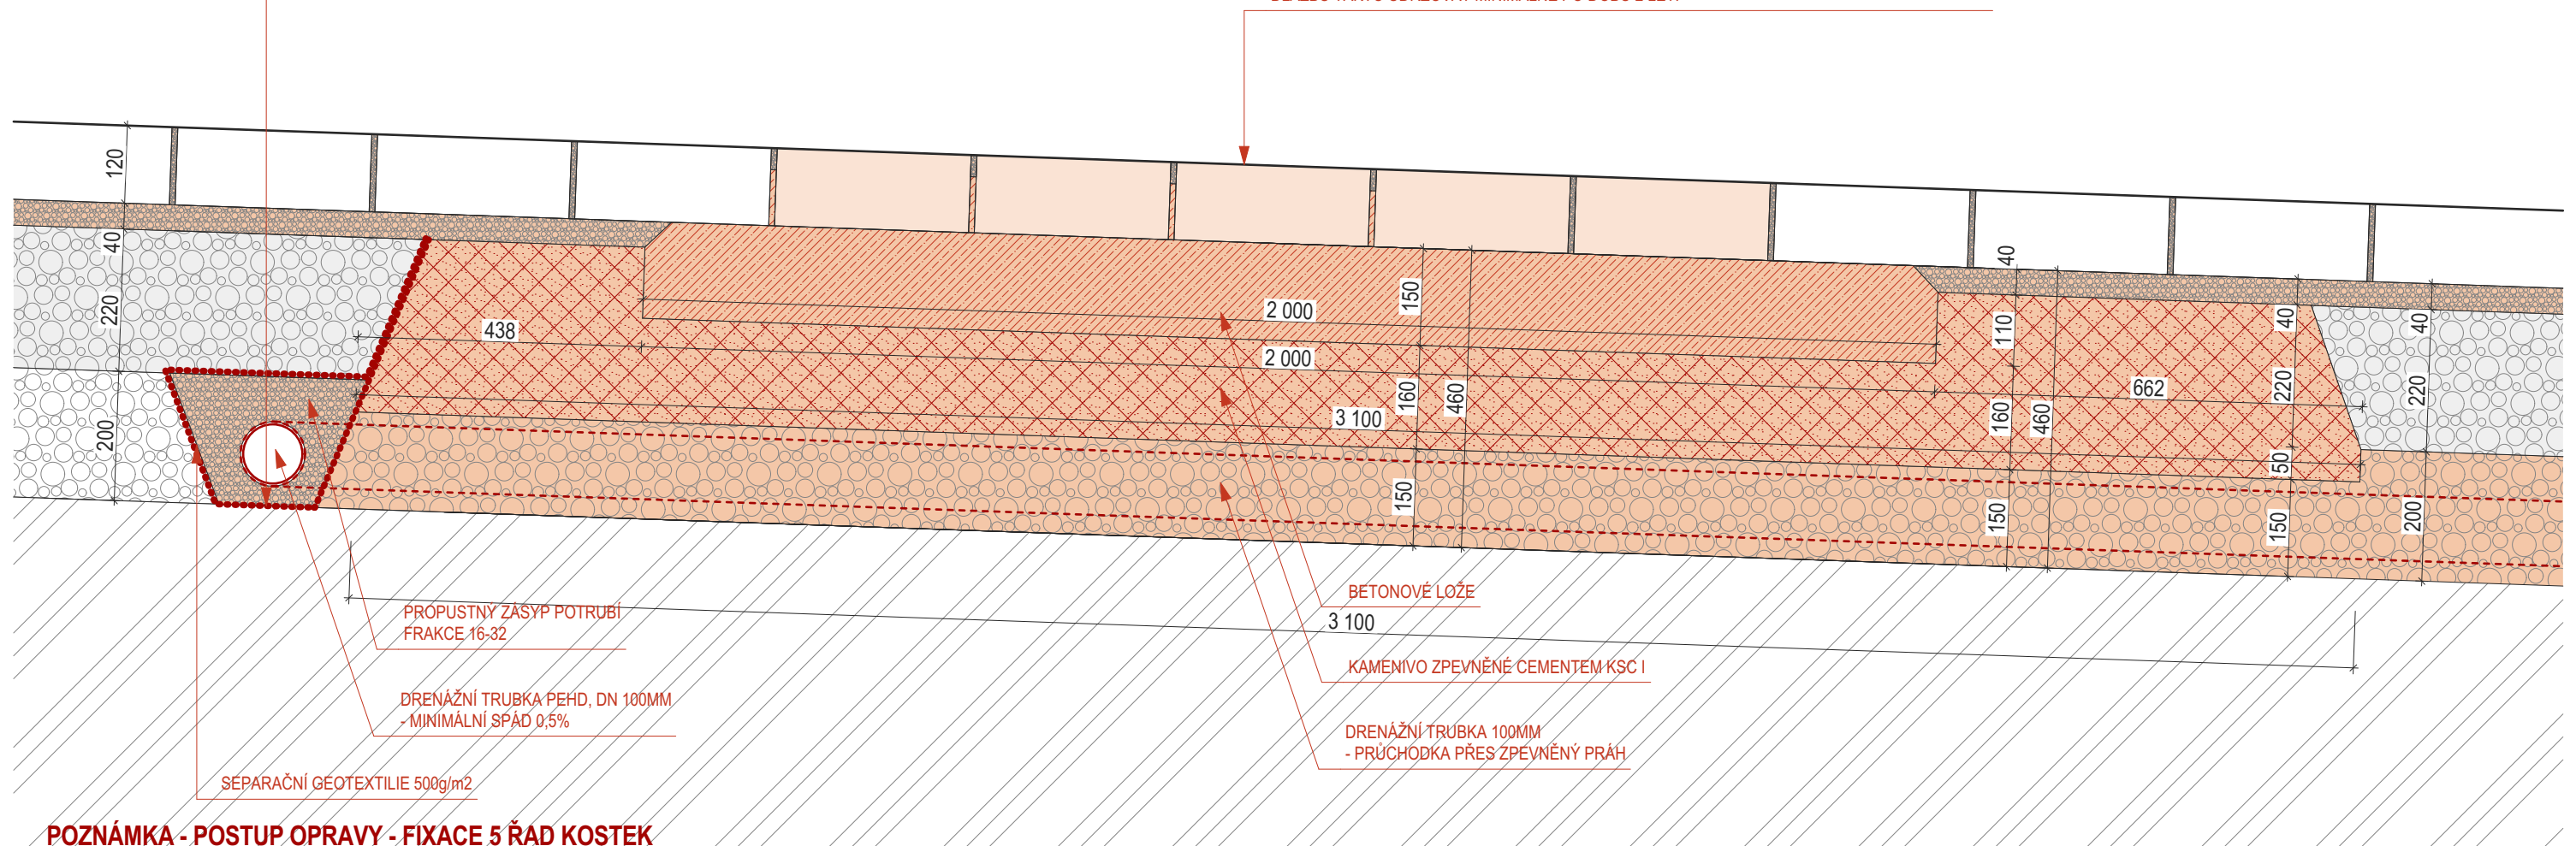 120
40
220
200
438
2 000
2 000
3 100
150
160
460
150
40
110
160
460
150
662
40
220
50
150
40
220
200
3 100
PROPUSTNÝ ZÁSYP POTRUBÍ
FRAKCE 16-32
DRENÁŽNÍ TRUBKA PEHD, DN 100MM
- MINIMÁLNÍ SPÁD 0,5%
SEPARAČNÍ GEOTEXTILIE 500g/m2
BETONOVÉ LOŽE
KAMENIVO ZPEVNĚNÉ CEMENTEM KSC I
DRENÁŽNÍ TRUBKA 100MM
- PRŮCHODKA PŘES ZPEVNĚNÝ PRÁH
POZNÁMKA - POSTUP OPRAVY - FIXACE 5 ŘAD KOSTEK